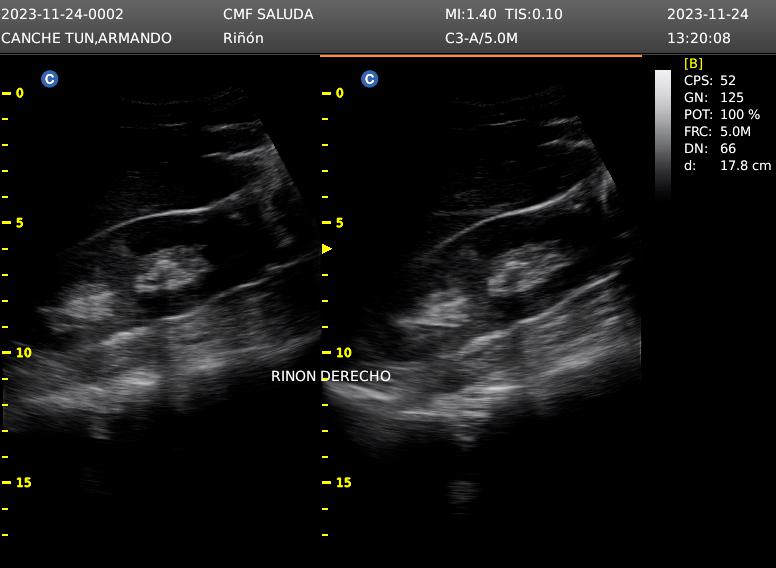 2023-11-24-0002 CMF SALUDA MI:1.40 TIS:0.10 2023-11-24
CANCHE TUN,ARMANDO Riñón C3-A/5.0M 13:20:08
C C
[B]
CPS: 52
GN: 125
POT: 100 %
FRC: 5.0M
DN: 66
d: 17.8 cm
0 0
5 5
10 10
RINON DERECHO
15 15